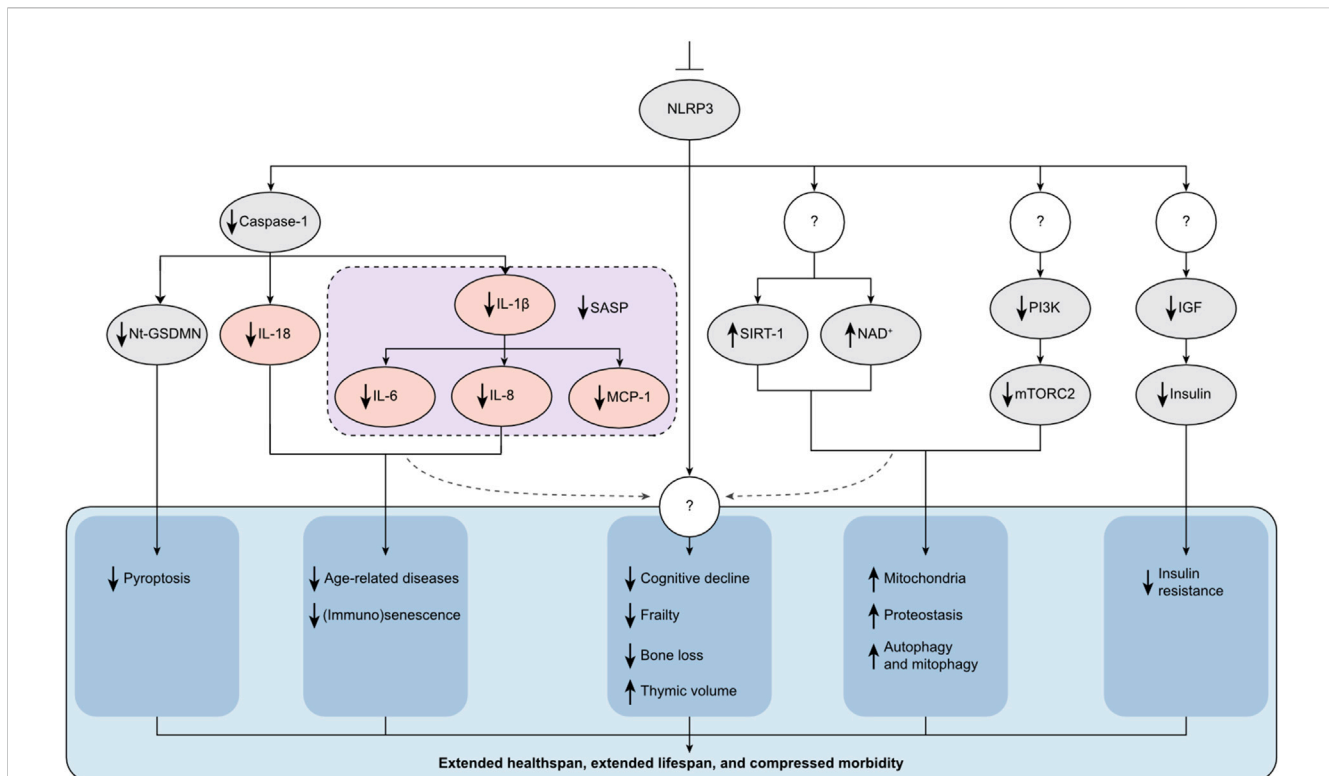 NLRP3
↓Caspase-1
?
?
?
↓Nt-GSDMN
↓IL-18
↓IL-1β
↓SASP
↑SIRT-1
↑NAD⁺
↓PI3K
↓IGF
↓IL-6
↓IL-8
↓MCP-1
↓mTORC2
↓Insulin
?
↓Pyroptosis
↓Age-related diseases
↓(Immuno)senescence
↓Cognitive decline
↓Frailty
↓Bone loss
↑Thymic volume
↑Mitochondria
↑Proteostasis
↑Autophagy
and mitophagy
↓Insulin
resistance
Extended healthspan, extended lifespan, and compressed morbidity